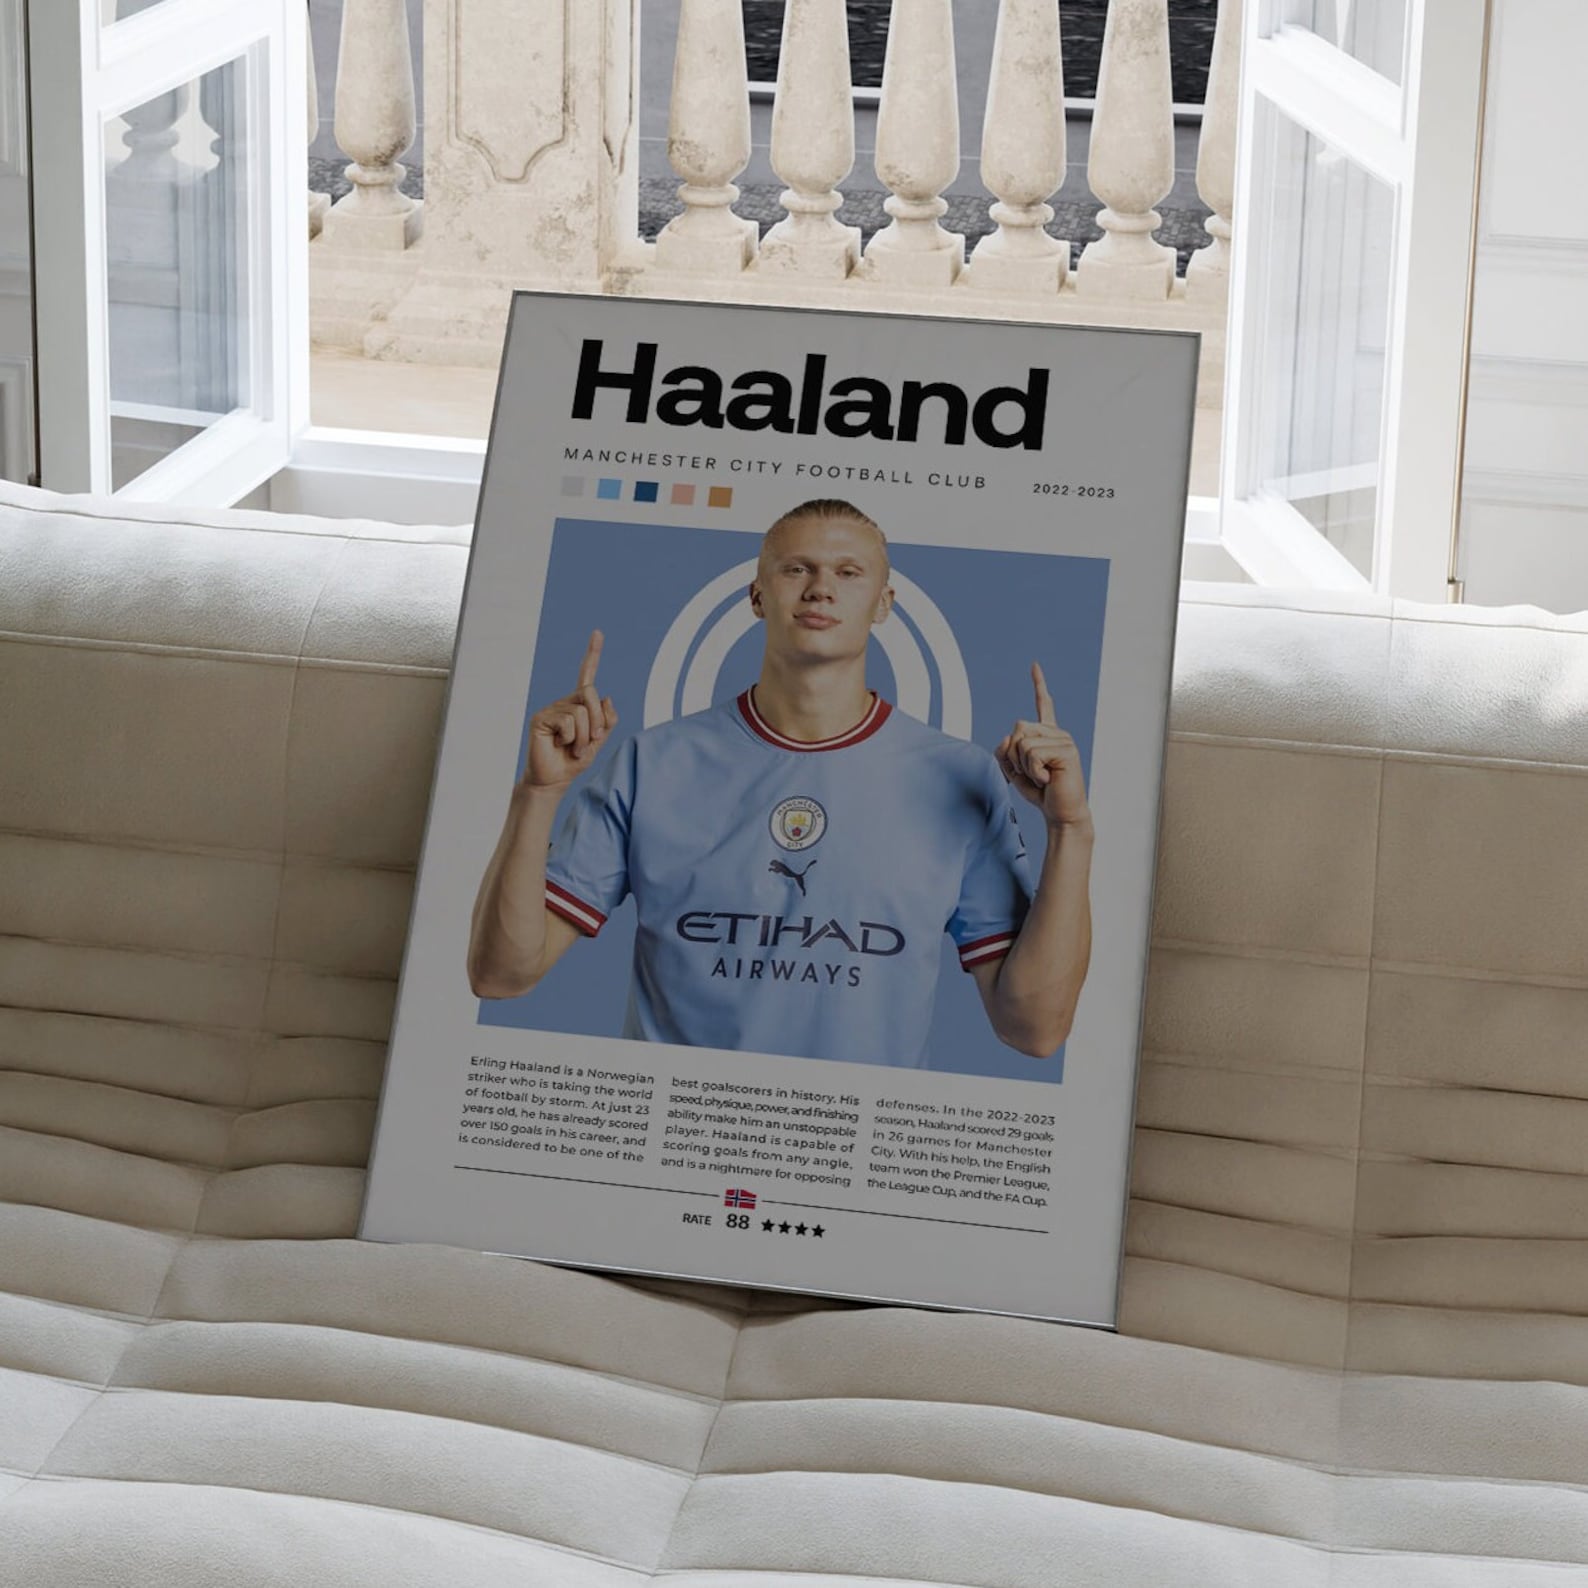 Haaland
MANCHESTER CITY FOOTBALL CLUB
2022-2023
MANCHESTER
CITY
ETIHAD
AIRWAYS
Erling Haaland is a Norwegian
striker who is taking the world
of football by storm. At just 23
years old, he has already scored
over 150 goals in his career, and
is considered to be one of the
best goalscorers in history. His
speed, physique, power, and finishing
ability make him an unstoppable
player. Haaland is capable of
scoring goals from any angle,
and is a nightmare for opposing
defenses. In the 2022-2023
season, Haaland scored 29 goals
in 26 games for Manchester
City. With his help, the English
team won the Premier League,
the League Cup, and the FA Cup.
RATE 88 ★★★★